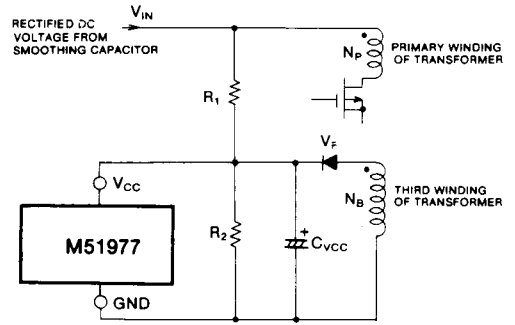 RECTIFIED DC
VOLTAGE FROM
SMOOTHING CAPACITOR
VIN
NP
PRIMARY WINDING
OF TRANSFORMER
R1
VF
VCC
NB
THIRD WINDING
OF TRANSFORMER
M51977
R2
+
CVCC
GND